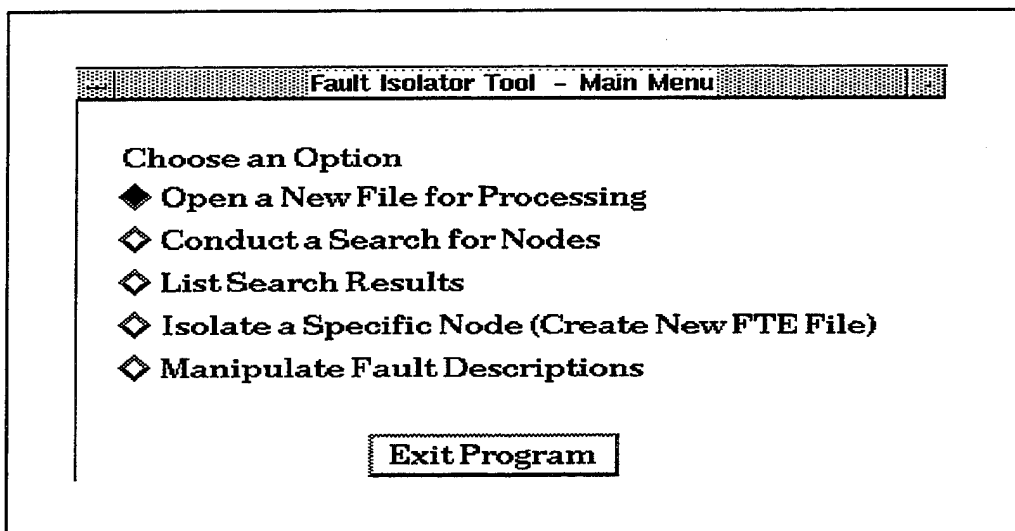 Fault Isolator Tool - Main Menu
Choose an Option
Open a New File for Processing
Conduct a Search for Nodes
List Search Results
Isolate a Specific Node (Create New FTE File)
Manipulate Fault Descriptions
Exit Program